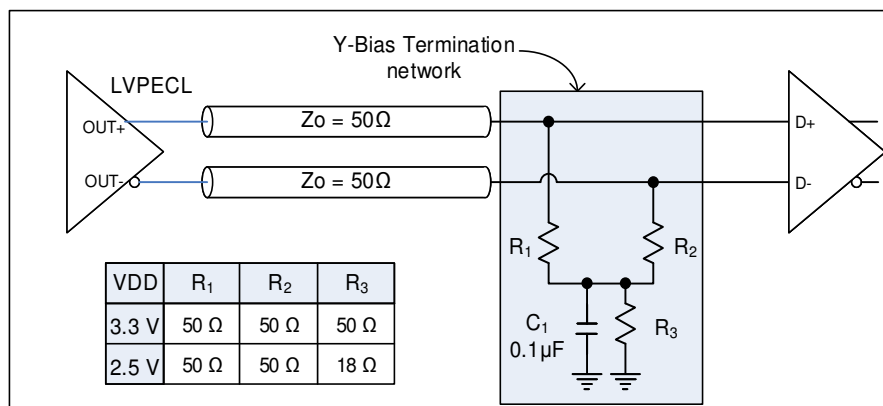 Y-Bias Termination
network
LVPECL
OUT+
Zo = 50Ω
D+
OUT-
Zo = 50Ω
D-
R1
R2
VDD R1 R2 R3
3.3 V 50 Ω 50 Ω 50 Ω
2.5 V 50 Ω 50 Ω 18 Ω
C1
0.1µF
R3